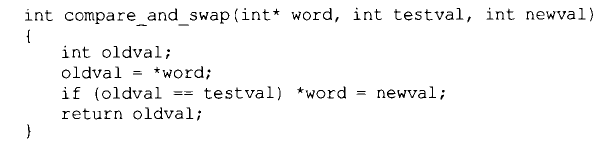 int compare_and_swap(int* word, int testval, int newval)
{
    int oldval;
    oldval = *word;
    if (oldval == testval) *word = newval;
    return oldval;
}